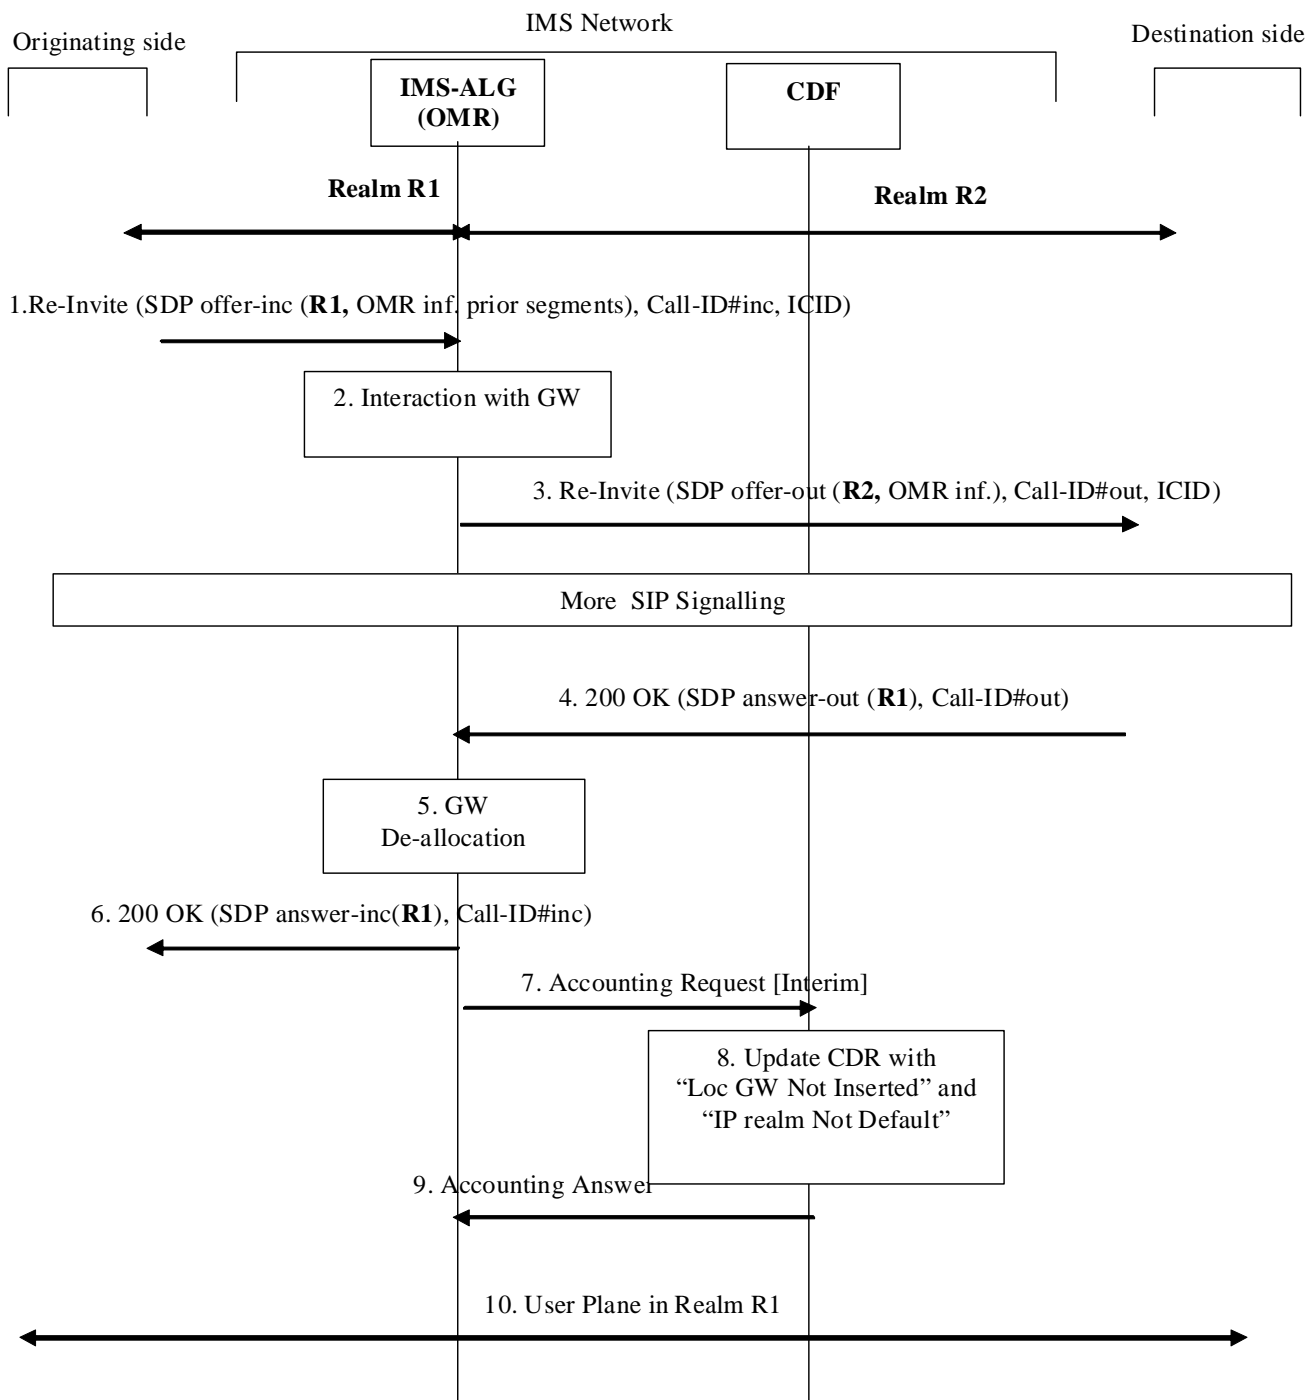 IMS Network
Originating side
Destination side
IMS-ALG
(OMR)
CDF
Realm R1
Realm R2
1.Re-Invite (SDP offer-inc (R1, OMR inf. prior segments), Call-ID#inc, ICID)
2. Interaction with GW
3. Re-Invite (SDP offer-out (R2, OMR inf.), Call-ID#out, ICID)
More SIP Signalling
4. 200 OK (SDP answer-out (R1), Call-ID#out)
5. GW
De-allocation
6. 200 OK (SDP answer-inc(R1), Call-ID#inc)
7. Accounting Request [Interim]
8. Update CDR with
“Loc GW Not Inserted” and
“IP realm Not Default”
9. Accounting Answer
10. User Plane in Realm R1